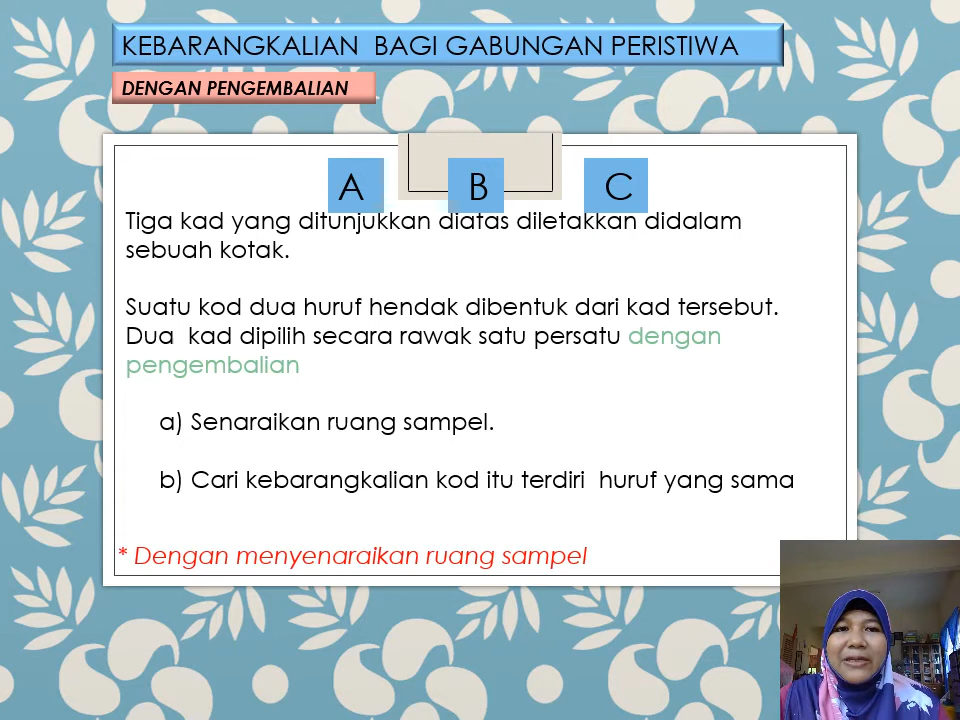 KEBARANGKALIAN BAGI GABUNGAN PERISTIWA
DENGAN PENGEMBALIAN
A B C
Tiga kad yang ditunjukkan diatas diletakkan didalam
sebuah kotak.
Suatu kod dua huruf hendak dibentuk dari kad tersebut.
Dua kad dipilih secara rawak satu persatu dengan
pengembalian
a) Senaraikan ruang sampel.
b) Cari kebarangkalian kod itu terdiri huruf yang sama
* Dengan menyenaraikan ruang sampel